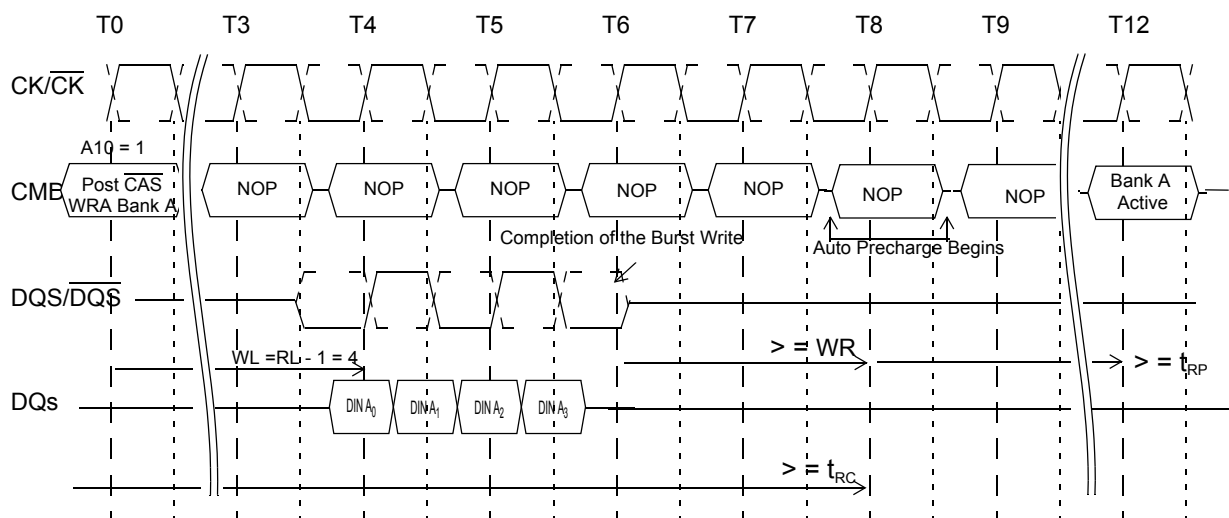 T0 T3 T4 T5 T6 T7 T8 T9 T12
CK/CK
A10 = 1
CMB
Post CAS
WRA Bank A
NOP NOP NOP NOP NOP NOP NOP
Bank A
Active
Completion of the Burst Write
Auto Precharge Begins
DQS/DQS
WL =RL - 1 = 4
> = WR
> = tRP
DQs
DIN A0 DIN A1 DIN A2 DIN A3
> = tRC